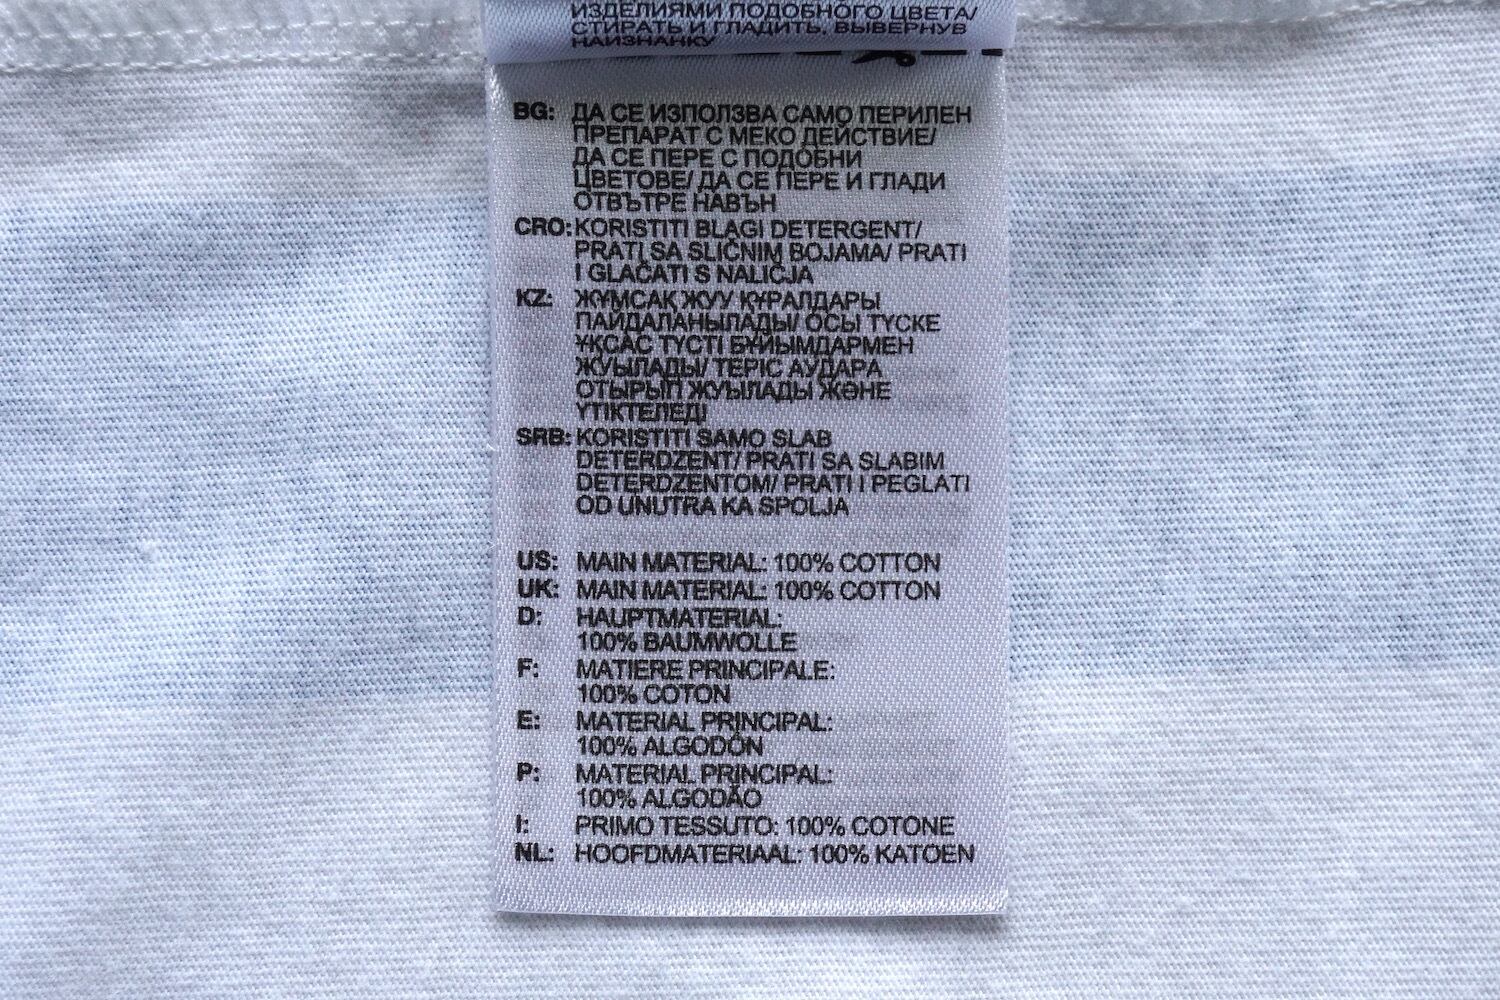 ИЗДЕЛИЯМИ ПОДОБНОГО ЦВЕТА/
СТИРАТЬ И ГЛАДИТЬ, ВЫВЕРНУВ
НАИЗНАНКУ
BG: ДА СЕ ИЗПОЛЗВА САМО ПЕРИЛЕН
ПРЕПАРАТ С МЕКО ДЕЙСТВИЕ/
ДА СЕ ПЕРЕ С ПОДОБНИ
ЦВЕТОВЕ/ ДА СЕ ПЕРЕ И ГЛАДИ
ОТВЪТРЕ НАВЪН
CRO: KORISTITI BLAGI DETERGENT/
PRATI SA SLIČNIM BOJAMA/ PRATI
I GLAČATI S NALIČJA
KZ: ЖҰМСАҚ ЖУУ ҚҰРАЛДАРЫ
ПАЙДАЛАНЫЛАДЫ/ ОСЫ ТҮСКЕ
ҰҚСАС ТҮСТІ БҰЙЫМДАРМЕН
ЖУЫЛАДЫ/ ТЕРІС АУДАРА
ОТЫРЫП ЖУЫЛАДЫ ЖӘНЕ
ҮТІКТЕЛЕДІ
SRB: KORISTITI SAMO SLAB
DETERDZENT/ PRATI SA SLABIM
DETERDZENTOM/ PRATI I PEGLATI
OD UNUTRA KA SPOLJA
US: MAIN MATERIAL: 100% COTTON
UK: MAIN MATERIAL: 100% COTTON
D: HAUPTMATERIAL:
100% BAUMWOLLE
F: MATIERE PRINCIPALE:
100% COTON
E: MATERIAL PRINCIPAL:
100% ALGODÓN
P: MATERIAL PRINCIPAL:
100% ALGODÃO
I: PRIMO TESSUTO: 100% COTONE
NL: HOOFDMATERIAAL: 100% KATOEN